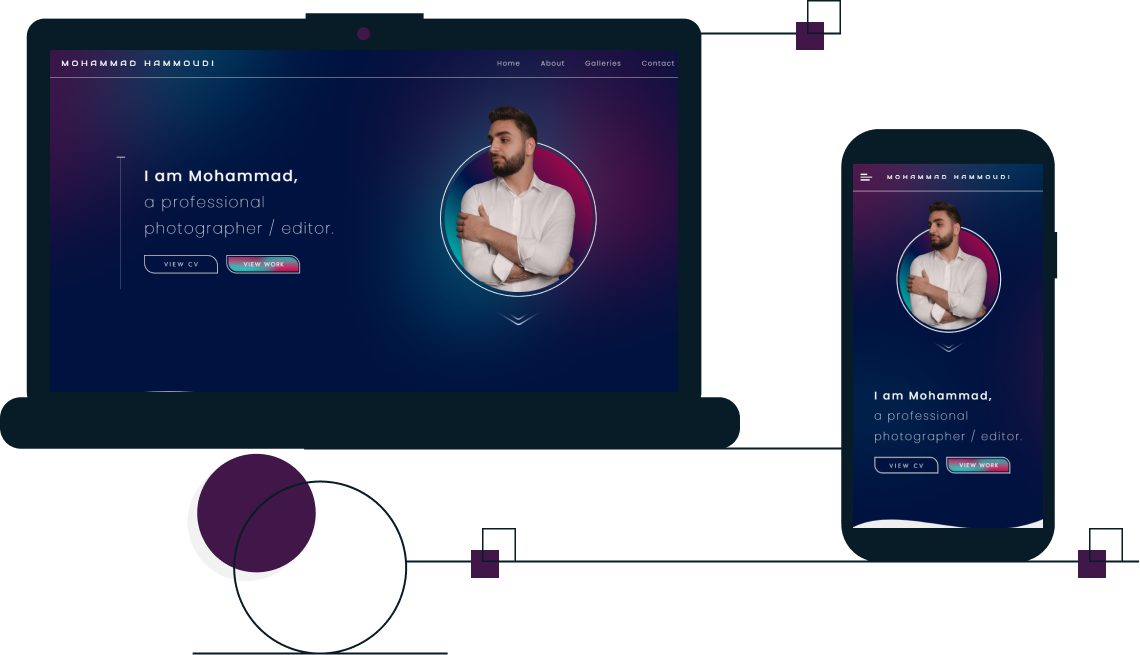 MOHAMMAD HAMMOUDI
Home About Galleries Contact
I am Mohammad,
a professional
photographer / editor.
VIEW CV VIEW WORK
MOHAMMAD HAMMOUDI
I am Mohammad,
a professional
photographer / editor.
VIEW CV VIEW WORK